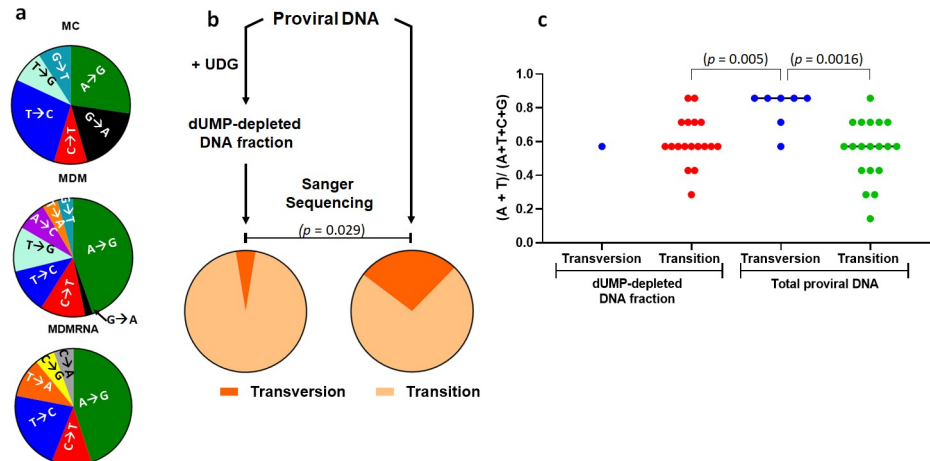 a
MC
A→G
G→A
C→T
T→C
T→G
G→T
MDM
A→G
G→A
C→T
T→C
T→G
A→C
T→A
G→T
MDMRNA
A→G
C→T
T→C
T→A
C→G
C→A
b
Proviral DNA
+ UDG
dUMP-depleted
DNA fraction
Sanger
Sequencing
(p = 0.029)
Transversion
Transition
c
(p = 0.005)
(p = 0.0016)
(A + T)/ (A+T+C+G)
1.0
0.8
0.6
0.4
0.2
0.0
Transversion Transition Transversion Transition
dUMP-depleted
DNA fraction
Total proviral DNA